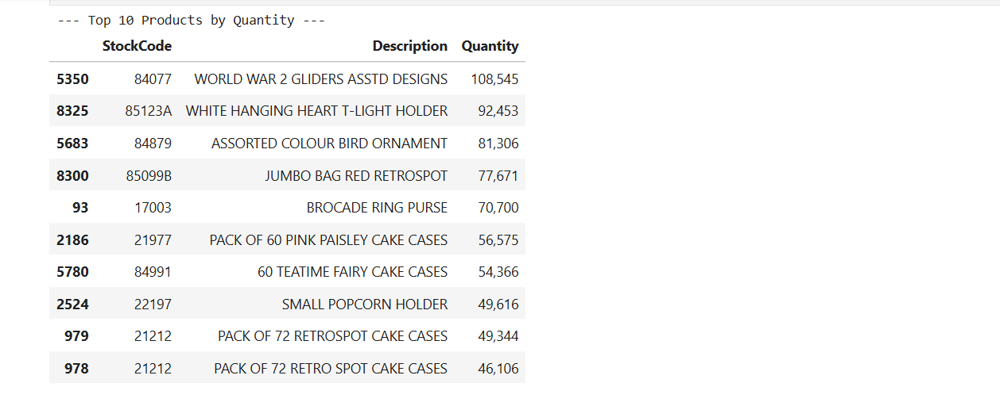 --- Top 10 Products by Quantity ---
StockCode Description Quantity
5350 84077 WORLD WAR 2 GLIDERS ASSTD DESIGNS 108,545
8325 85123A WHITE HANGING HEART T-LIGHT HOLDER 92,453
5683 84879 ASSORTED COLOUR BIRD ORNAMENT 81,306
8300 85099B JUMBO BAG RED RETROSPOT 77,671
93 17003 BROCADE RING PURSE 70,700
2186 21977 PACK OF 60 PINK PAISLEY CAKE CASES 56,575
5780 84991 60 TEATIME FAIRY CAKE CASES 54,366
2524 22197 SMALL POPCORN HOLDER 49,616
979 21212 PACK OF 72 RETROSPOT CAKE CASES 49,344
978 21212 PACK OF 72 RETRO SPOT CAKE CASES 46,106